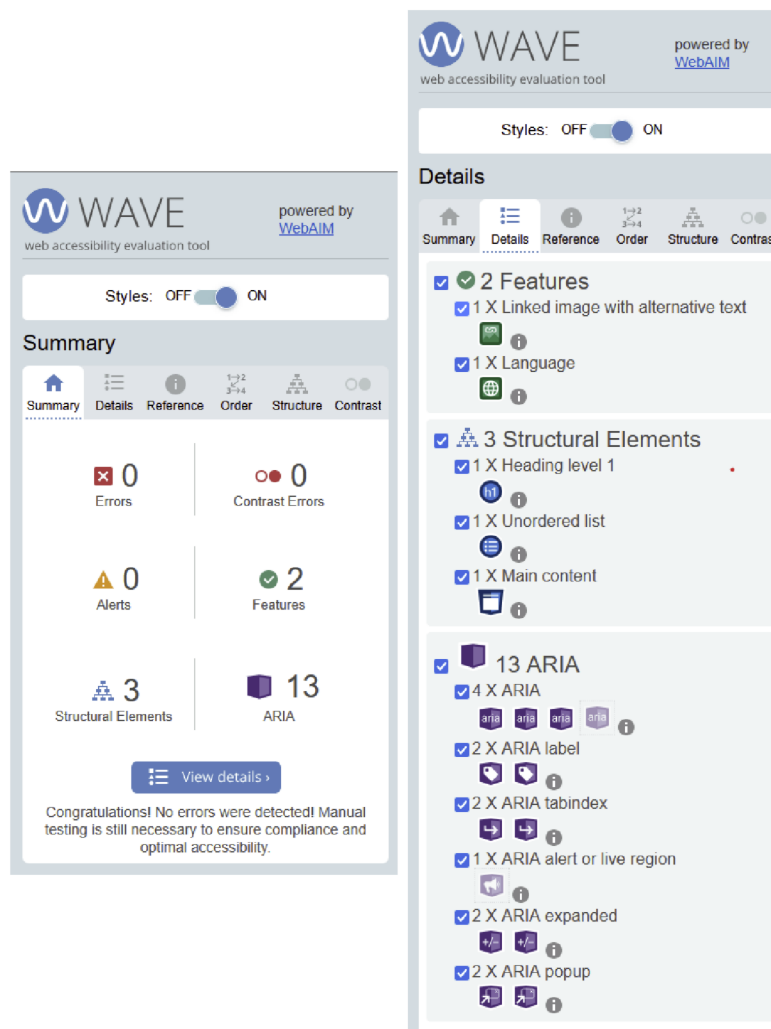 WAVE
powered by
WebAIM
web accessibility evaluation tool
Styles: OFF ON
Summary
Summary Details Reference Order Structure Contrast
0
Errors
0
Contrast Errors
0
Alerts
2
Features
3
Structural Elements
13
ARIA
View details ›
Congratulations! No errors were detected! Manual
testing is still necessary to ensure compliance and
optimal accessibility.
WAVE
powered by
WebAIM
web accessibility evaluation tool
Styles: OFF ON
Details
Summary Details Reference Order Structure Contras
2 Features
1 X Linked image with alternative text
1 X Language
3 Structural Elements
1 X Heading level 1
h1
1 X Unordered list
1 X Main content
13 ARIA
4 X ARIA
aria aria aria aria
2 X ARIA label
2 X ARIA tabindex
1 X ARIA alert or live region
2 X ARIA expanded
+/- +/-
2 X ARIA popup